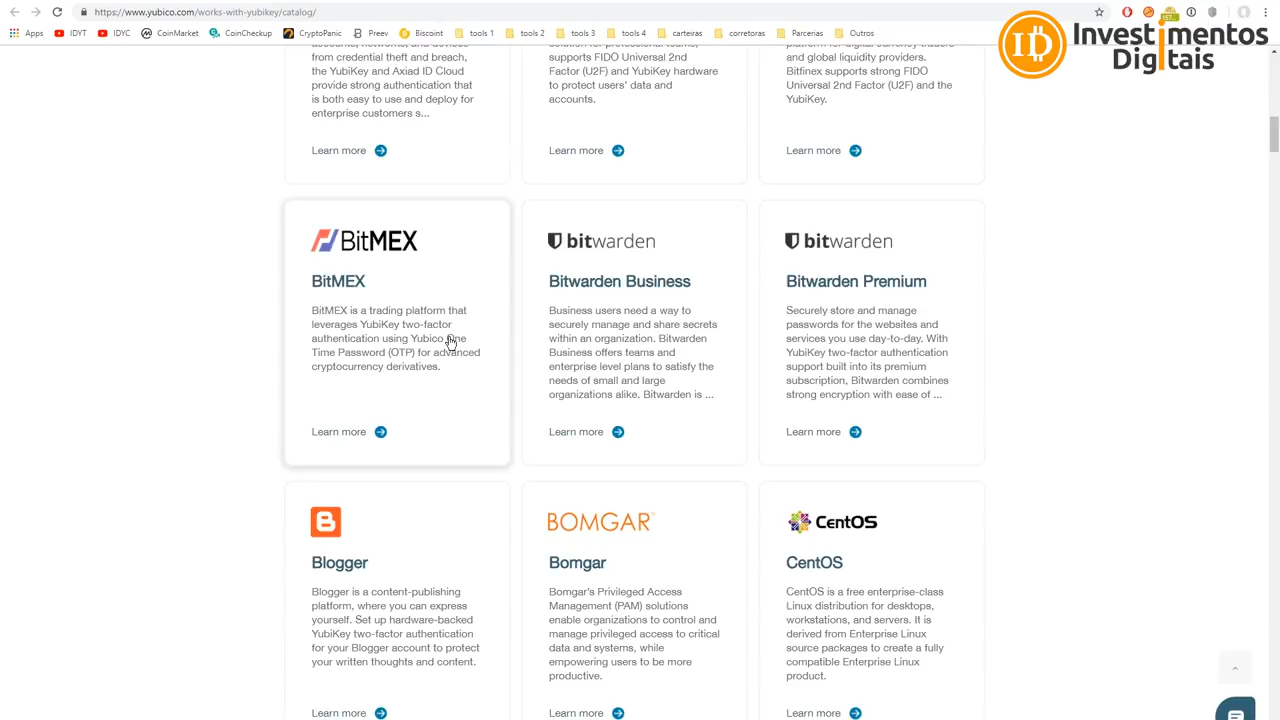 https://www.yubico.com/works-with-yubikey/catalog/
Apps IDYT IDYC CoinMarket CoinCheckup CryptoPanic Preev Biscoint tools 1 tools 2 tools 3 tools 4 carteiras corretoras Parcerias Outros
Investimentos
Digitais
from credential theft and breach,
the YubiKey and Axiad ID Cloud
provide strong authentication that
is both easy to use and deploy for
enterprise customers s...
Learn more
supports FIDO Universal 2nd
Factor (U2F) and YubiKey hardware
to protect users' data and
accounts.
Learn more
platform for digital currency traders
and global liquidity providers.
Bitfinex supports strong FIDO
Universal 2nd Factor (U2F) and the
YubiKey.
Learn more
BitMEX
BitMEX
BitMEX is a trading platform that
leverages YubiKey two-factor
authentication using Yubico One
Time Password (OTP) for advanced
cryptocurrency derivatives.
Learn more
bitwarden
Bitwarden Business
Business users need a way to
securely manage and share secrets
within an organization. Bitwarden
Business offers teams and
enterprise level plans to satisfy the
needs of small and large
organizations alike. Bitwarden is ...
Learn more
bitwarden
Bitwarden Premium
Securely store and manage
passwords for the websites and
services you use day-to-day. With
YubiKey two-factor authentication
support built into its premium
subscription, Bitwarden combines
strong encryption with ease of ...
Learn more
Blogger
Blogger is a content-publishing
platform, where you can express
yourself. Set up hardware-backed
YubiKey two-factor authentication
for your Blogger account to protect
your written thoughts and content.
Learn more
BOMGAR
Bomgar
Bomgar's Privileged Access
Management (PAM) solutions
enable organizations to control and
manage privileged access to critical
data and systems, while
empowering users to be more
productive.
Learn more
CentOS
CentOS
CentOS is a free enterprise-class
Linux distribution for desktops,
workstations, and servers. It is
derived from Enterprise Linux
source packages to create a fully
compatible Enterprise Linux
product.
Learn more